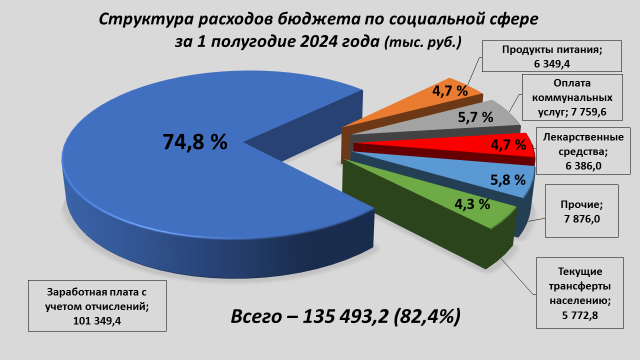 Структура расходов бюджета по социальной сфере
за 1 полугодие 2024 года (тыс. руб.)
Продукты питания;
6 349,4
4,7 %
Оплата
коммунальных
услуг; 7 759,6
5,7 %
74,8 %
Лекарственные
средства;
6 386,0
4,7 %
5,8 %
Прочие;
7 876,0
4,3 %
Текущие
трансферты
населению;
5 772,8
Заработная плата с
учетом отчислений;
101 349,4
Всего – 135 493,2 (82,4%)